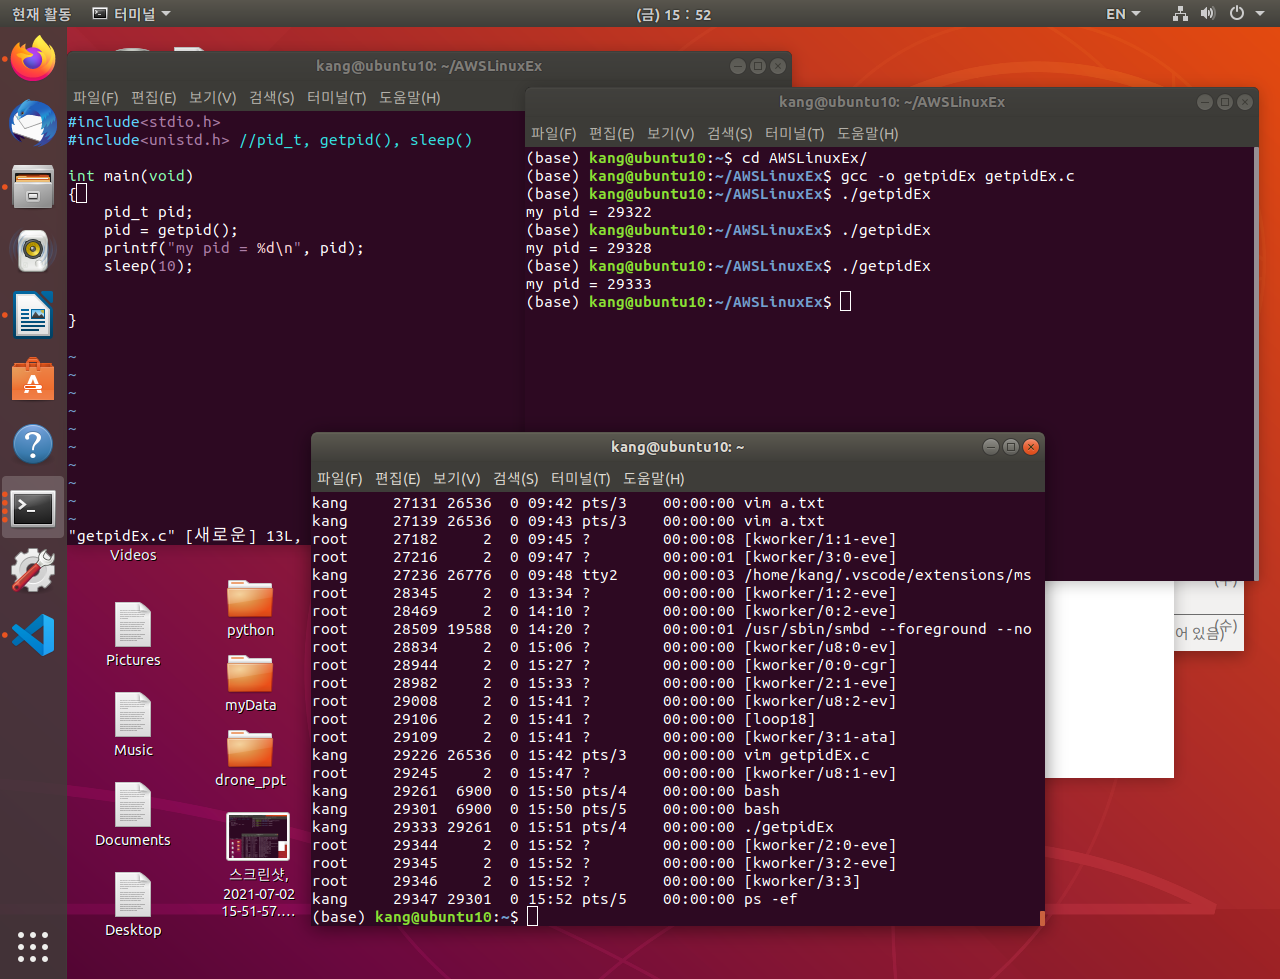 현재 활동
터미널
(금) 15 : 52
EN
kang@ubuntu10: ~/AWSLinuxEx
파일(F) 편집(E) 보기(V) 검색(S) 터미널(T) 도움말(H)
#include<stdio.h>
#include<unistd.h> //pid_t, getpid(), sleep()
int main(void)
{
pid_t pid;
pid = getpid();
printf("my pid = %d\n", pid);
sleep(10);
}
~
~
~
~
~
~
~
~
~
~
"getpidEx.c" [새로운] 13L,
kang@ubuntu10: ~/AWSLinuxEx
파일(F) 편집(E) 보기(V) 검색(S) 터미널(T) 도움말(H)
(base) kang@ubuntu10:~$ cd AWSLinuxEx/
(base) kang@ubuntu10:~/AWSLinuxEx$ gcc -o getpidEx getpidEx.c
(base) kang@ubuntu10:~/AWSLinuxEx$ ./getpidEx
my pid = 29322
(base) kang@ubuntu10:~/AWSLinuxEx$ ./getpidEx
my pid = 29328
(base) kang@ubuntu10:~/AWSLinuxEx$ ./getpidEx
my pid = 29333
(base) kang@ubuntu10:~/AWSLinuxEx$
kang@ubuntu10: ~
파일(F) 편집(E) 보기(V) 검색(S) 터미널(T) 도움말(H)
kang 27131 26536 0 09:42 pts/3 00:00:00 vim a.txt
kang 27139 26536 0 09:43 pts/3 00:00:00 vim a.txt
root 27182 2 0 09:45 ? 00:00:08 [kworker/1:1-eve]
root 27216 2 0 09:47 ? 00:00:01 [kworker/3:0-eve]
kang 27236 26776 0 09:48 tty2 00:00:03 /home/kang/.vscode/extensions/ms
root 28345 2 0 13:34 ? 00:00:00 [kworker/1:2-eve]
root 28469 2 0 14:10 ? 00:00:00 [kworker/0:2-eve]
root 28509 19588 0 14:20 ? 00:00:01 /usr/sbin/smbd --foreground --no
root 28834 2 0 15:06 ? 00:00:00 [kworker/u8:0-ev]
root 28944 2 0 15:27 ? 00:00:00 [kworker/0:0-cgr]
root 28982 2 0 15:33 ? 00:00:00 [kworker/2:1-eve]
root 29008 2 0 15:41 ? 00:00:00 [kworker/u8:2-ev]
root 29106 2 0 15:41 ? 00:00:00 [loop18]
root 29109 2 0 15:41 ? 00:00:00 [kworker/3:1-ata]
kang 29226 26536 0 15:42 pts/3 00:00:00 vim getpidEx.c
root 29245 2 0 15:47 ? 00:00:00 [kworker/u8:1-ev]
kang 29261 6900 0 15:50 pts/4 00:00:00 bash
kang 29301 6900 0 15:50 pts/5 00:00:00 bash
kang 29333 29261 0 15:51 pts/4 00:00:00 ./getpidEx
root 29344 2 0 15:52 ? 00:00:00 [kworker/2:0-eve]
root 29345 2 0 15:52 ? 00:00:00 [kworker/3:2-eve]
root 29346 2 0 15:52 ? 00:00:00 [kworker/3:3]
kang 29347 29301 0 15:52 pts/5 00:00:00 ps -ef
(base) kang@ubuntu10:~$
Videos
Pictures
Music
Documents
Desktop
python
myData
drone_ppt
스크린샷,
2021-07-02
15-51-57....
어 있음)
(수)